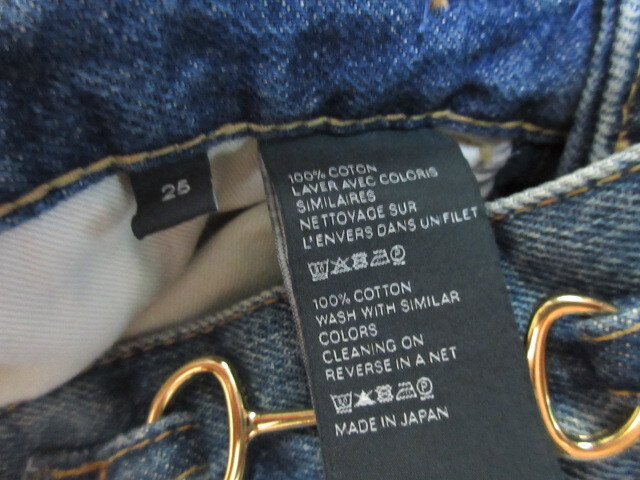 25
100% COTON
LAVER AVEC COLORIS
SIMILAIRES
NETTOYAGE SUR
L'ENVERS DANS UN FILET
100% COTTON
WASH WITH SIMILAR
COLORS
CLEANING ON
REVERSE IN A NET
MADE IN JAPAN